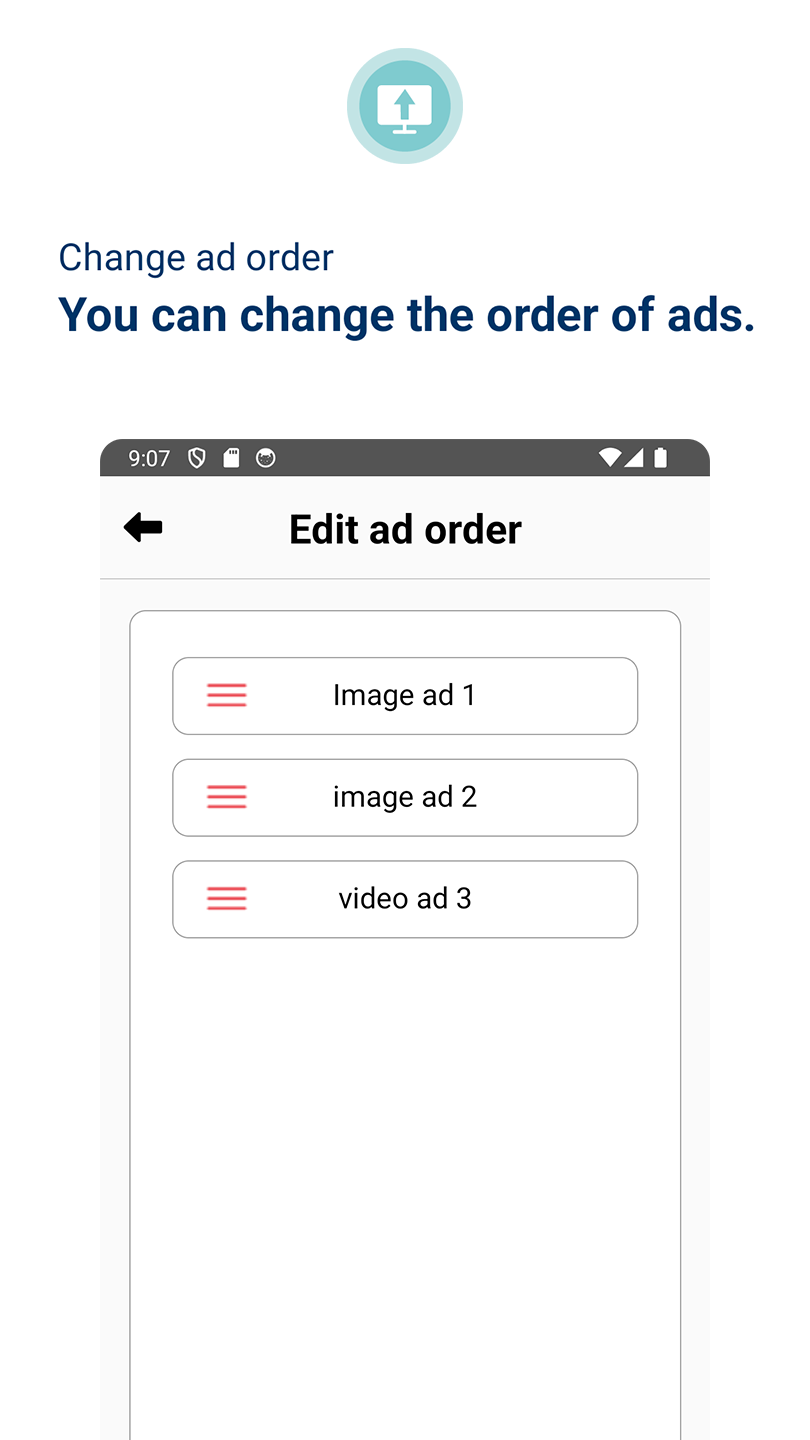 Change ad order
You can change the order of ads.
9:07
Edit ad order
Image ad 1
image ad 2
video ad 3